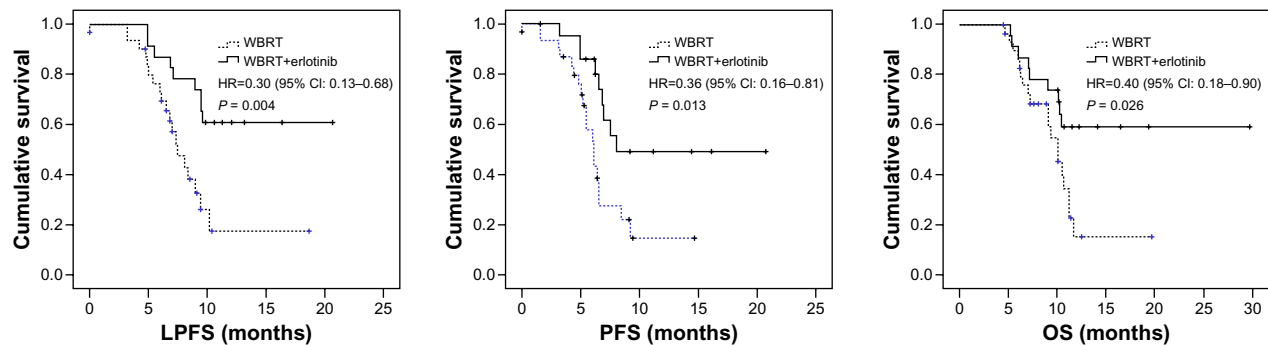 Cumulative survival
1.0
0.8
0.6
0.4
0.2
0.0
WBRT
WBRT+erlotinib
HR=0.30 (95% CI: 0.13–0.68)
P = 0.004
0 5 10 15 20 25
LPFS (months)
Cumulative survival
1.0
0.8
0.6
0.4
0.2
0.0
WBRT
WBRT+erlotinib
HR=0.36 (95% CI: 0.16–0.81)
P = 0.013
0 5 10 15 20 25
PFS (months)
Cumulative survival
1.0
0.8
0.6
0.4
0.2
0.0
WBRT
WBRT+erlotinib
HR=0.40 (95% CI: 0.18–0.90)
P = 0.026
0 5 10 15 20 25 30
OS (months)